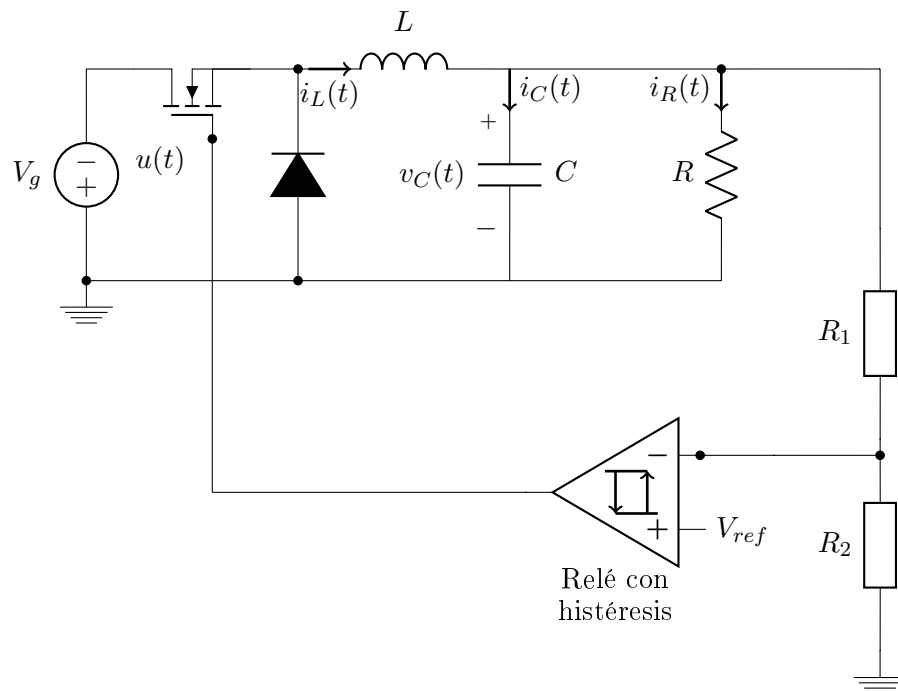 L
i_L(t)
i_C(t)
i_R(t)
+
−
+
V_g
u(t)
v_C(t)
C
R
−
R_1
−
+
V_ref
R_2
Relé con
histéresis